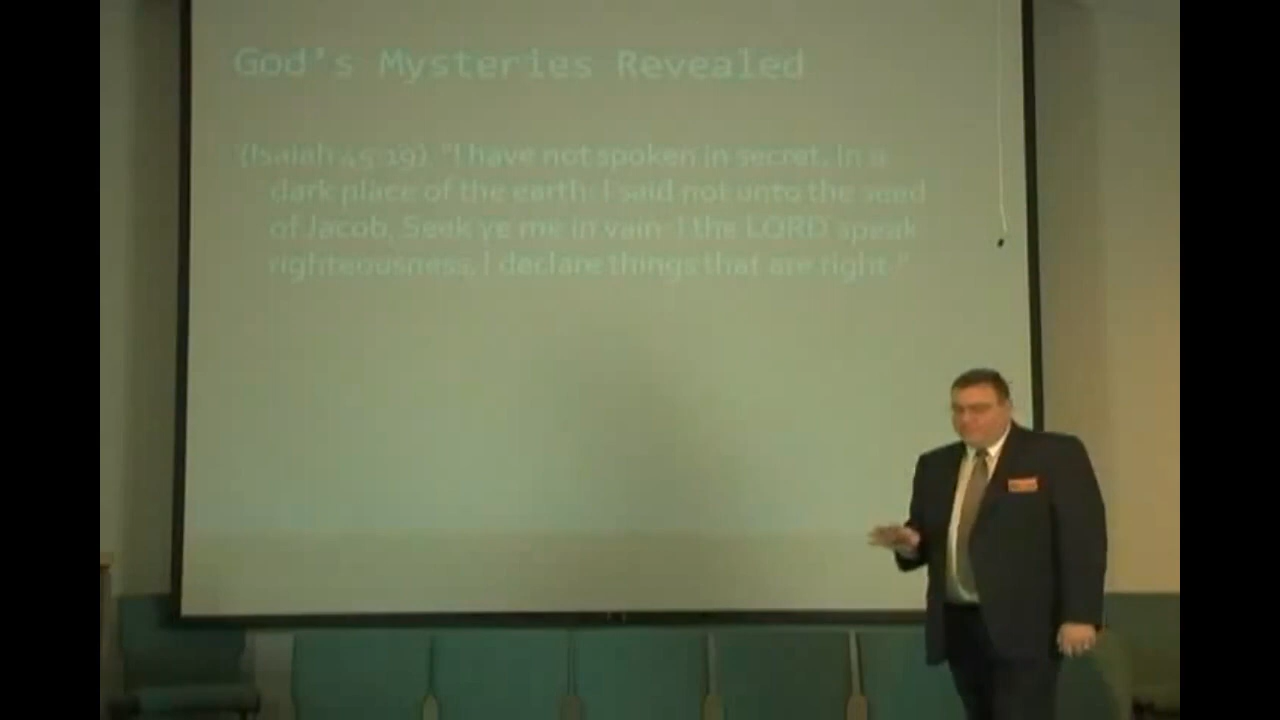 God's Mysteries Revealed
(Isaiah 45:19) "I have not spoken in secret, in a
dark place of the earth: I said not unto the seed
of Jacob, Seek ye me in vain: I the LORD speak
righteousness, I declare things that are right."